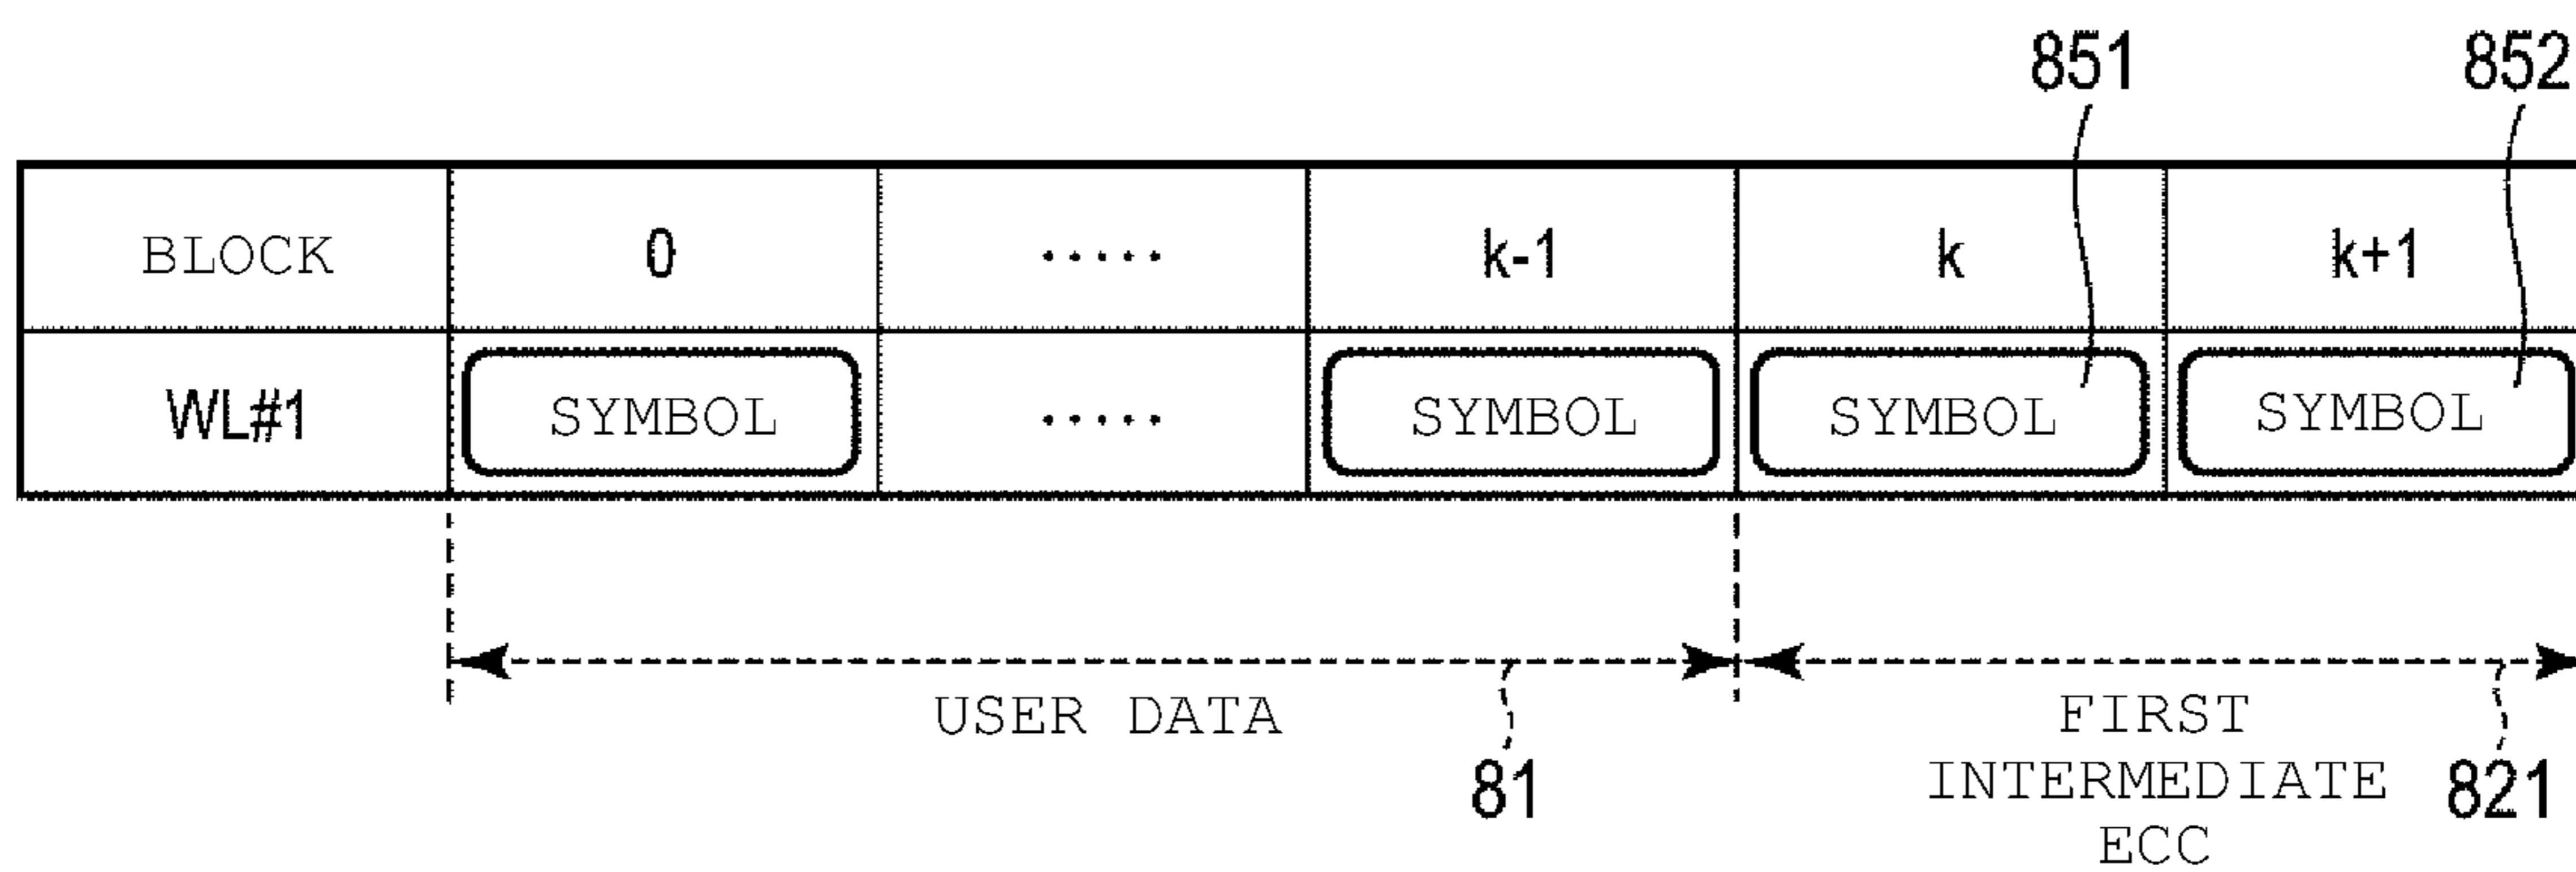 851 852
BLOCK 0 ..... k-1 k k+1
WL#1 SYMBOL ..... SYMBOL SYMBOL SYMBOL
USER DATA
81
FIRST
INTERMEDIATE
ECC
821